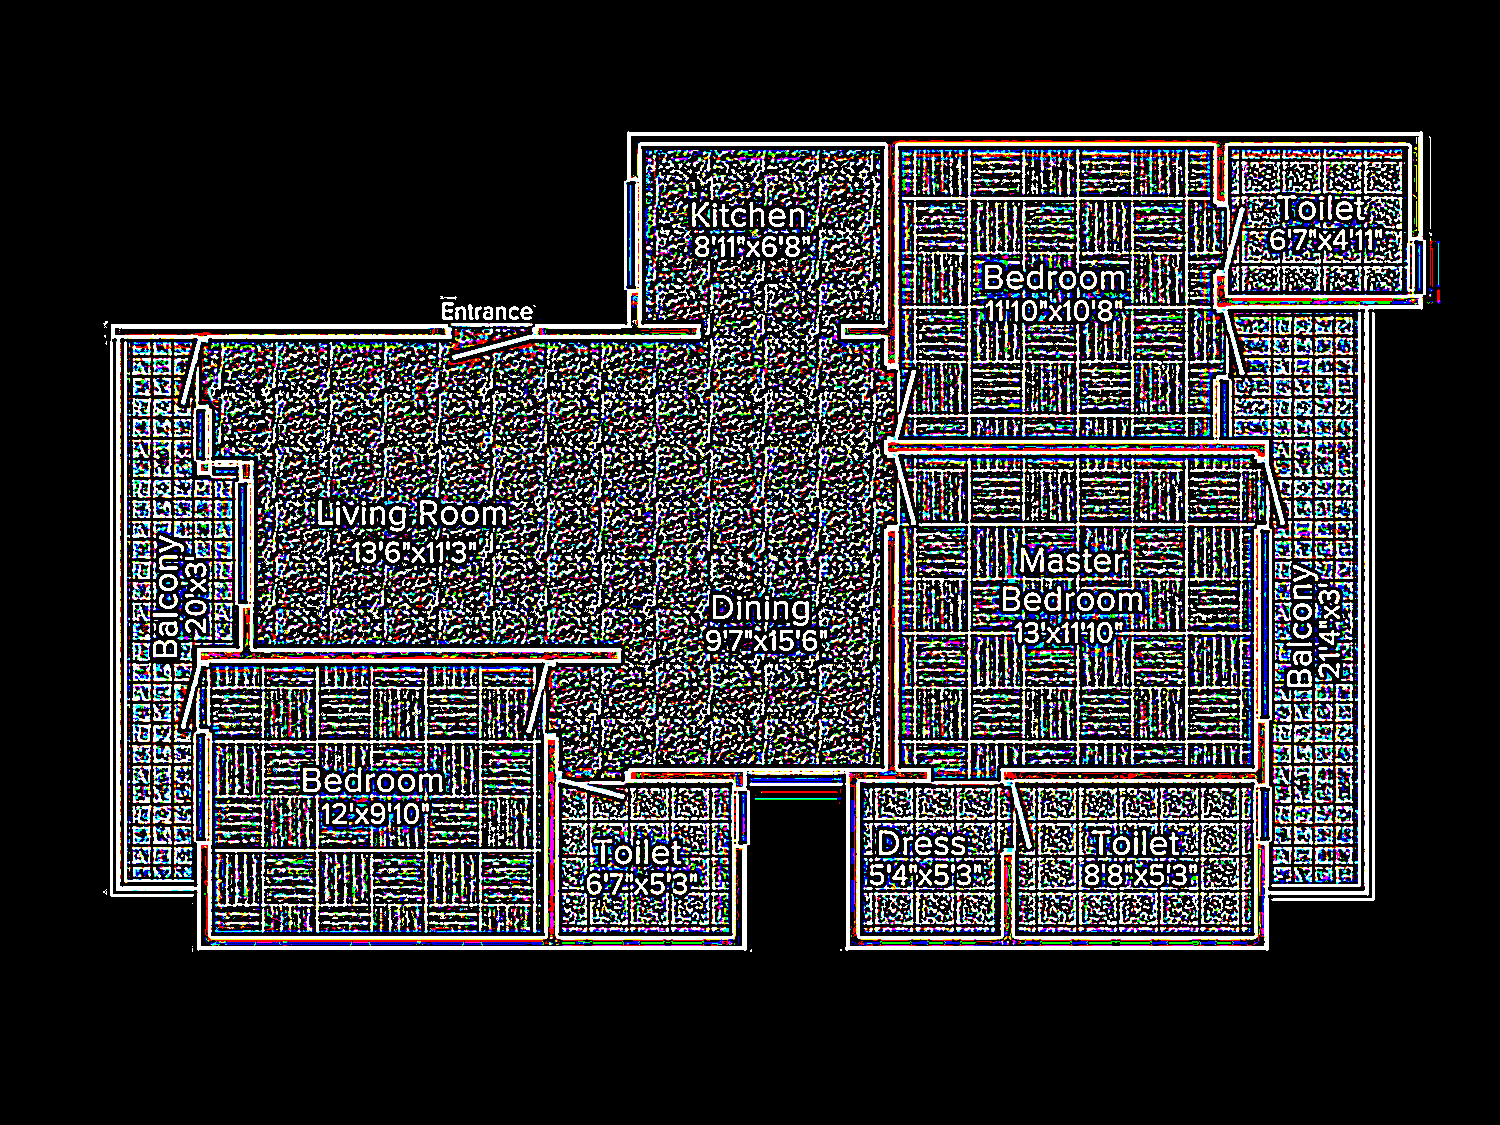 Kitchen
8'11"x6'8"
Toilet
6'7"x4'11"
Bedroom
11'10"x10'8"
Entrance
Living Room
13'6"x11'3"
Balcony
20'x3'
Dining
9'7"x15'6"
Master
Bedroom
13'x11'10
Balcony
21'4"x3'
Bedroom
12'x9'10"
Toilet
6'7"x5'3"
Dress
5'4"x5'3"
Toilet
8'8"x5'3"